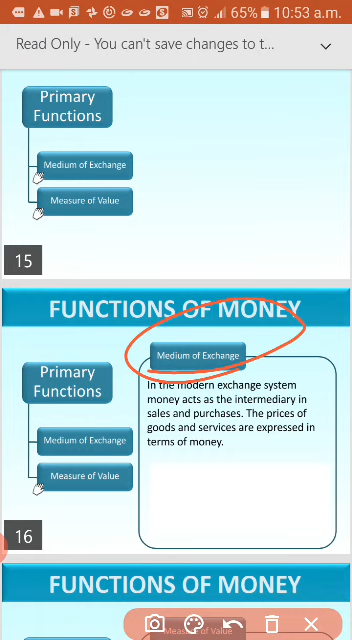 65% 10:53 a.m.
Read Only - You can't save changes to t...
Primary
Functions
Medium of Exchange
Measure of Value
15
FUNCTIONS OF MONEY
Medium of Exchange
Primary
Functions
In the modern exchange system
money acts as the intermediary in
sales and purchases. The prices of
goods and services are expressed in
terms of money.
Medium of Exchange
Measure of Value
16
FUNCTIONS OF MONEY
Measure of Value